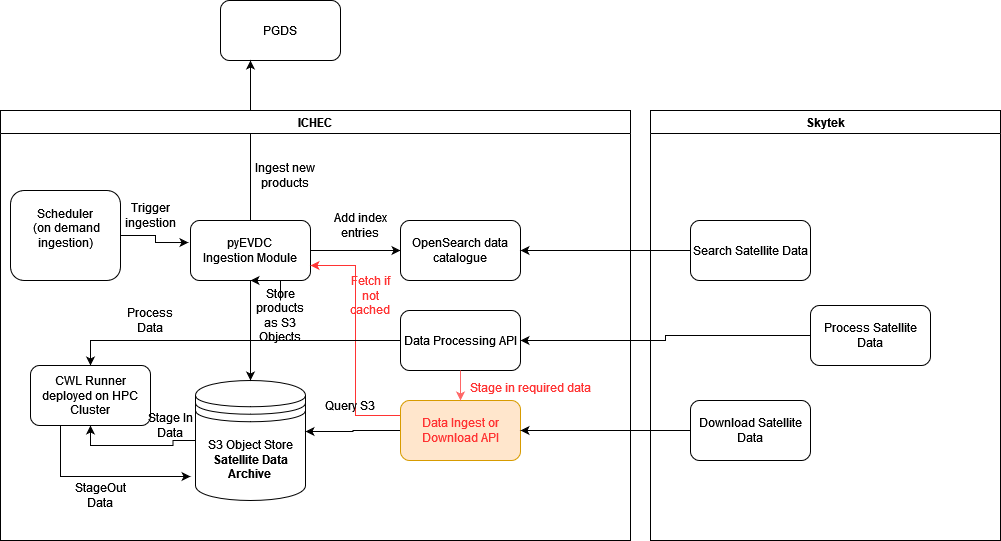 PGDS
ICHEC
Skytek
Ingest new
products
Scheduler
(on demand
ingestion)
Trigger
ingestion
pyEVDC
Ingestion Module
Add index
entries
OpenSearch data
catalogue
Search Satellite Data
Fetch if
not
cached
Store
products
as S3
Objects
Process
Data
Data Processing API
Process Satellite
Data
CWL Runner
deployed on HPC
Cluster
Stage in required data
Query S3
Stage In
Data
Data Ingest or
Download API
Download Satellite
Data
S3 Object Store
Satellite Data
Archive
StageOut
Data